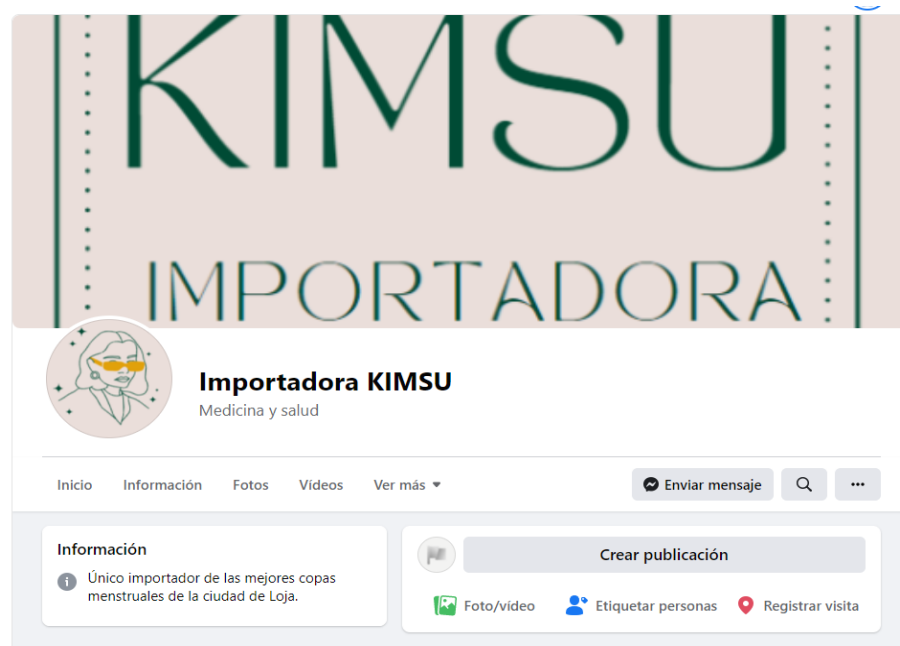 KIMSU
IMPORTADORA
Importadora KIMSU
Medicina y salud
Inicio Información Fotos Vídeos Ver más Enviar mensaje
Información
Único importador de las mejores copas
menstruales de la ciudad de Loja.
Crear publicación
Foto/vídeo Etiquetar personas Registrar visita